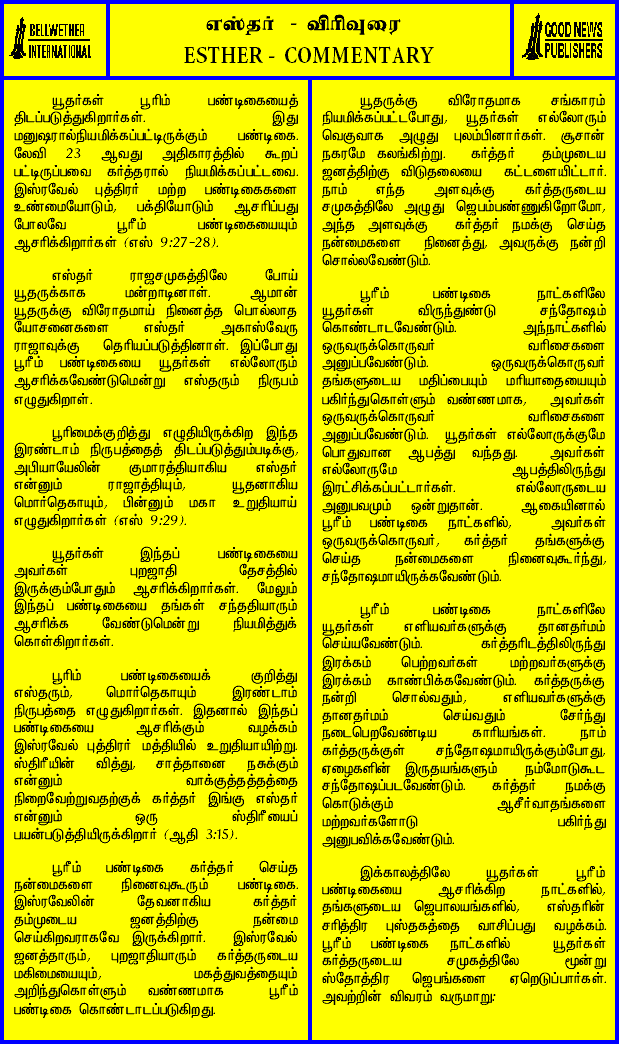 BELLWETHER
INTERNATIONAL
எஸ்தர் - விரிவுரை
ESTHER - COMMENTARY
GOOD NEWS
PUBLISHERS
யூதர்கள் பூரிம் பண்டிகையைத்
திடப்படுத்துகிறார்கள். இது
மனுஷரால்நியமிக்கப்பட்டிருக்கும் பண்டிகை.
லேவி 23 ஆவது அதிகாரத்தில் கூறப்
பட்டிருப்பவை கர்த்தரால் நியமிக்கப்பட்டவை.
இஸ்ரவேல் புத்திரர் மற்ற பண்டிகைகளை
உண்மையோடும், பக்தியோடும் ஆசரிப்பது
போலவே பூரீம் பண்டிகையையும்
ஆசரிக்கிறார்கள் (எஸ் 9:27-28).
எஸ்தர் ராஜசமுகத்திலே போய்
யூதருக்காக மன்றாடினாள். ஆமான்
யூதருக்கு விரோதமாய் நினைத்த பொல்லாத
யோசனைகளை எஸ்தர் அகாஸ்வேரு
ராஜாவுக்கு தெரியப்படுத்தினாள். இப்போது
பூரீம் பண்டிகையை யூதர்கள் எல்லோரும்
ஆசரிக்கவேண்டுமென்று எஸ்தரும் நிருபம்
எழுதுகிறாள்.
பூரிமைக்குறித்து எழுதியிருக்கிற இந்த
இரண்டாம் நிருபத்தைத் திடப்படுத்தும்படிக்கு,
அபியாயேலின் குமாரத்தியாகிய எஸ்தர்
என்னும் ராஜாத்தியும், யூதனாகிய
மொர்தெகாயும், பின்னும் மகா உறுதியாய்
எழுதுகிறார்கள் (எஸ் 9:29).
யூதர்கள் இந்தப் பண்டிகையை
அவர்கள் புறஜாதி தேசத்தில்
இருக்கும்போதும் ஆசரிக்கிறார்கள். மேலும்
இந்தப் பண்டிகையை தங்கள் சந்ததியாரும்
ஆசரிக்க வேண்டுமென்று நியமித்துக்
கொள்கிறார்கள்.
பூரிம் பண்டிகையைக் குறித்து
எஸ்தரும், மொர்தெகாயும் இரண்டாம்
நிருபத்தை எழுதுகிறார்கள். இதனால் இந்தப்
பண்டிகையை ஆசரிக்கும் வழக்கம்
இஸ்ரவேல் புத்திரர் மத்தியில் உறுதியாயிற்று.
ஸ்திரீயின் வித்து, சாத்தானை நசுக்கும்
என்னும் வாக்குத்தத்தத்தை
நிறைவேற்றுவதற்குக் கர்த்தர் இங்கு எஸ்தர்
என்னும் ஒரு ஸ்திரீயைப்
பயன்படுத்தியிருக்கிறார் (ஆதி 3:15).
பூரீம் பண்டிகை கர்த்தர் செய்த
நன்மைகளை நினைவுகூரும் பண்டிகை.
இஸ்ரவேலின் தேவனாகிய கர்த்தர்
தம்முடைய ஜனத்திற்கு நன்மை
செய்கிறவராகவே இருக்கிறார். இஸ்ரவேல்
ஜனத்தாரும், புறஜாதியாரும் கர்த்தருடைய
மகிமையையும், மகத்துவத்தையும்
அறிந்துகொள்ளும் வண்ணமாக பூரீம்
பண்டிகை கொண்டாடப்படுகிறது.
யூதருக்கு விரோதமாக சங்காரம்
நியமிக்கப்பட்டபோது, யூதர்கள் எல்லோரும்
வெகுவாக அழுது புலம்பினார்கள். சூசான்
நகரமே கலங்கிற்று. கர்த்தர் தம்முடைய
ஜனத்திற்கு விடுதலையை கட்டளையிட்டார்.
நாம் எந்த அளவுக்கு கர்த்தருடைய
சமுகத்திலே அழுது ஜெபம்பண்ணுகிறோமோ,
அந்த அளவுக்கு கர்த்தர் நமக்கு செய்த
நன்மைகளை நினைத்து, அவருக்கு நன்றி
சொல்லவேண்டும்.
பூரீம் பண்டிகை நாட்களிலே
யூதர்கள் விருந்துண்டு சந்தோஷம்
கொண்டாடவேண்டும். அந்நாட்களில்
ஒருவருக்கொருவர் வரிசைகளை
அனுப்பவேண்டும். ஒருவருக்கொருவர்
தங்களுடைய மதிப்பையும் மரியாதையையும்
பகிர்ந்துகொள்ளும் வண்ணமாக, அவர்கள்
ஒருவருக்கொருவர் வரிசைகளை
அனுப்பவேண்டும். யூதர்கள் எல்லோருக்குமே
பொதுவான ஆபத்து வந்தது. அவர்கள்
எல்லோருமே ஆபத்திலிருந்து
இரட்சிக்கப்பட்டார்கள். எல்லோருடைய
அனுபவமும் ஒன்றுதான். ஆகையினால்
பூரீம் பண்டிகை நாட்களில், அவர்கள்
ஒருவருக்கொருவர், கர்த்தர் தங்களுக்கு
செய்த நன்மைகளை நினைவுகூர்ந்து,
சந்தோஷமாயிருக்கவேண்டும்.
பூரீம் பண்டிகை நாட்களிலே
யூதர்கள் எளியவர்களுக்கு தானதர்மம்
செய்யவேண்டும். கர்த்தரிடத்திலிருந்து
இரக்கம் பெற்றவர்கள் மற்றவர்களுக்கு
இரக்கம் காண்பிக்கவேண்டும். கர்த்தருக்கு
நன்றி சொல்வதும், எளியவர்களுக்கு
தானதர்மம் செய்வதும் சேர்ந்து
நடைபெறவேண்டிய காரியங்கள். நாம்
கர்த்தருக்குள் சந்தோஷமாயிருக்கும்போது,
ஏழைகளின் இருதயங்களும் நம்மோடுகூட
சந்தோஷப்படவேண்டும். கர்த்தர் நமக்கு
கொடுக்கும் ஆசீர்வாதங்களை
மற்றவர்களோடு பகிர்ந்து
அனுபவிக்கவேண்டும்.
இக்காலத்திலே யூதர்கள் பூரீம்
பண்டிகையை ஆசரிக்கிற நாட்களில்,
தங்களுடைய ஜெபாலயங்களில், எஸ்தரின்
சரித்திர புஸ்தகத்தை வாசிப்பது வழக்கம்.
பூரீம் பண்டிகை நாட்களில் யூதர்கள்
கர்த்தருடைய சமுகத்திலே மூன்று
ஸ்தோத்திர ஜெபங்களை ஏறெடுப்பார்கள்.
அவற்றின் விவரம் வருமாறு: